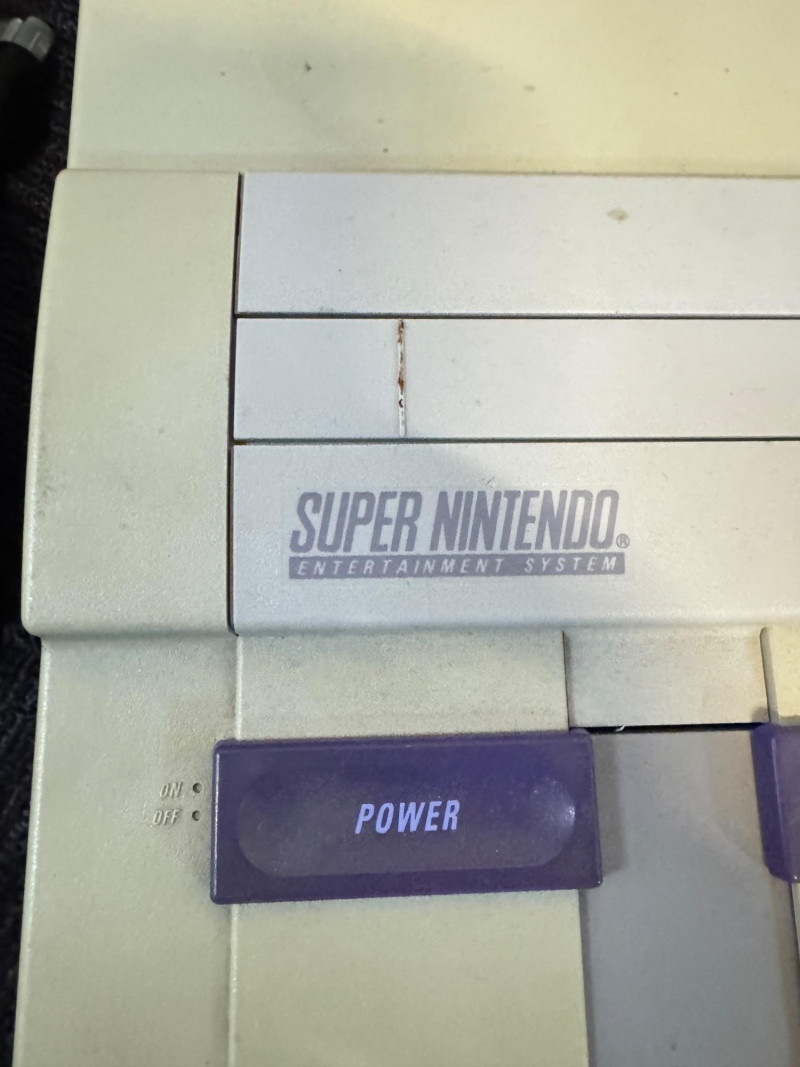 SUPER NINTENDO®
ENTERTAINMENT SYSTEM
POWER
ON
OFF